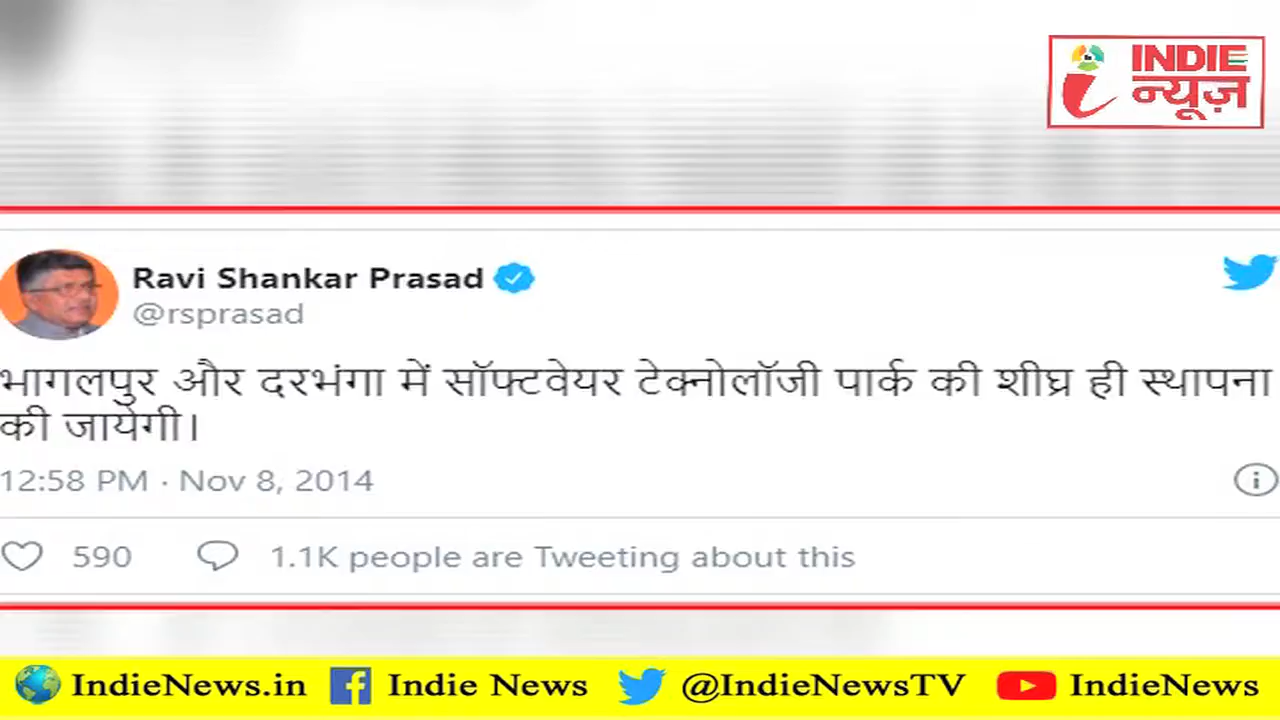 INDIE
न्यूज़
Ravi Shankar Prasad
@rsprasad
भागलपुर और दरभंगा में सॉफ्टवेयर टेक्नोलॉजी पार्क की शीघ्र ही स्थापना
की जायेगी।
12:58 PM · Nov 8, 2014
590 1.1K people are Tweeting about this
IndieNews.in Indie News @IndieNewsTV IndieNews